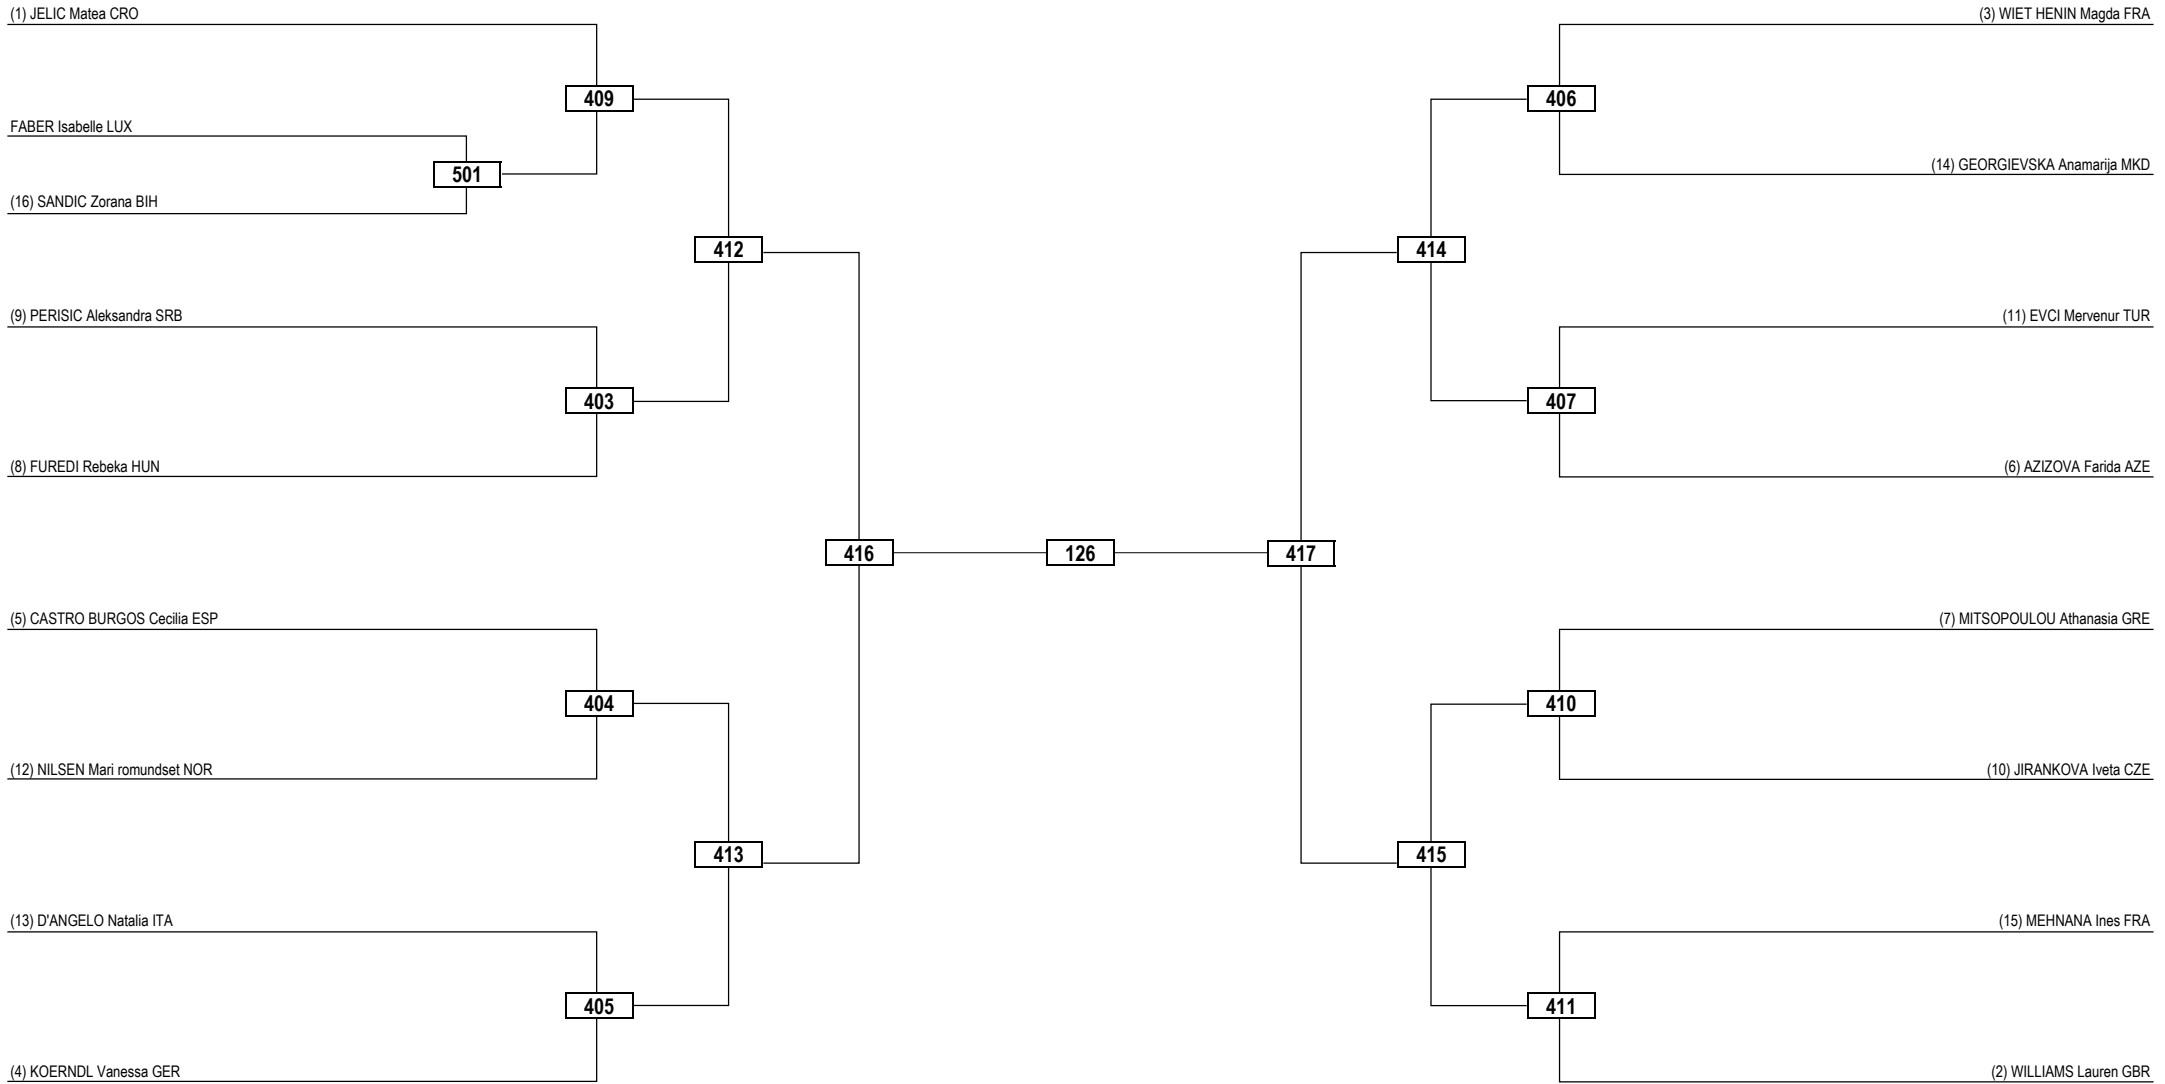 (1) JELIC Matea CRO
(3) WIET HENIN Magda FRA
409
406
FABER Isabelle LUX
(14) GEORGIEVSKA Anamarija MKD
501
(16) SANDIC Zorana BIH
412
414
(9) PERISIC Aleksandra SRB
(11) EVCI Mervenur TUR
403
407
(8) FUREDI Rebeka HUN
(6) AZIZOVA Farida AZE
416
126
417
(5) CASTRO BURGOS Cecilia ESP
(7) MITSOPOULOU Athanasia GRE
404
410
(12) NILSEN Mari romundset NOR
(10) JIRANKOVA Iveta CZE
413
415
(13) D'ANGELO Natalia ITA
(15) MEHNANA Ines FRA
405
411
(4) KOERNDL Vanessa GER
(2) WILLIAMS Lauren GBR